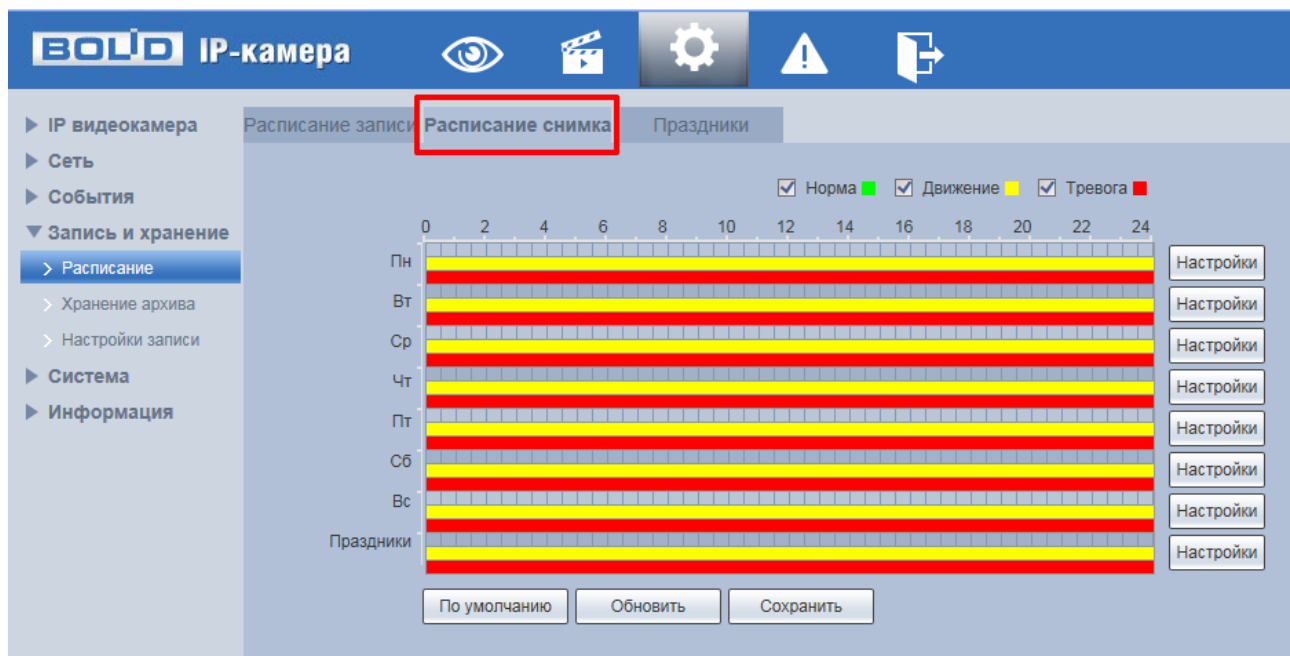 BOLID IP-камера
IP видеокамера
Сеть
События
Запись и хранение
Расписание
Хранение архива
Настройки записи
Система
Информация
Расписание записи Расписание снимка Праздники
Норма Движение Тревога
0 2 4 6 8 10 12 14 16 18 20 22 24
Пн Настройки
Вт Настройки
Ср Настройки
Чт Настройки
Пт Настройки
Сб Настройки
Вс Настройки
Праздники Настройки
По умолчанию Обновить Сохранить